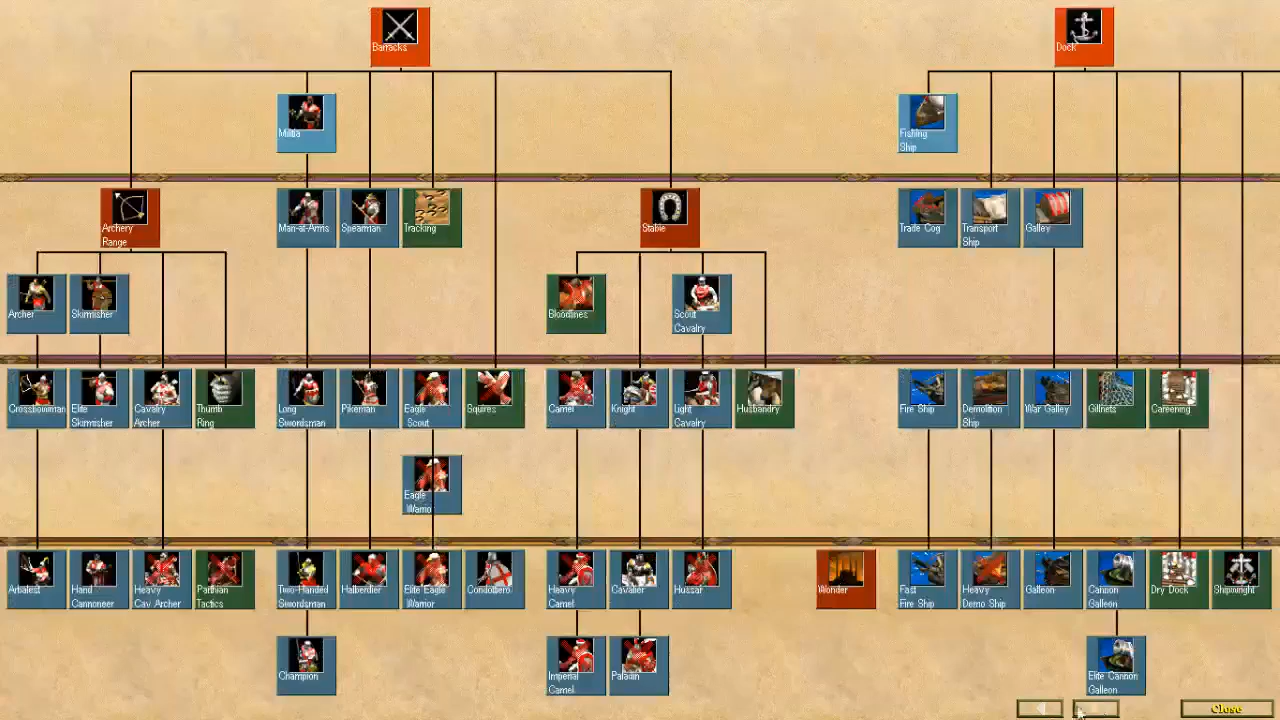 Barracks
Dock
Militia
Fishing
Ship
Archery
Range
Man-at-Arms
Spearman
Tracking
Stable
Trade Cog
Transport
Ship
Galley
Archer
Skirmisher
Bloodlines
Scout
Cavalry
Crossbowman
Elite
Skirmisher
Cavalry
Archer
Thumb
Ring
Long
Swordsman
Pikeman
Eagle
Scout
Squires
Camel
Knight
Light
Cavalry
Husbandry
Fire Ship
Demolition
Ship
War Galley
Gillnets
Careening
Eagle
Warrior
Arbalest
Hand
Cannoneer
Heavy
Cav Archer
Parthian
Tactics
Two-Handed
Swordsman
Halberdier
Elite Eagle
Warrior
Condottiero
Heavy
Camel
Cavalier
Hussar
Wonder
Fast
Fire Ship
Heavy
Demo Ship
Galleon
Cannon
Galleon
Dry Dock
Shipwright
Champion
Imperial
Camel
Paladin
Elite Cannon
Galleon
Close